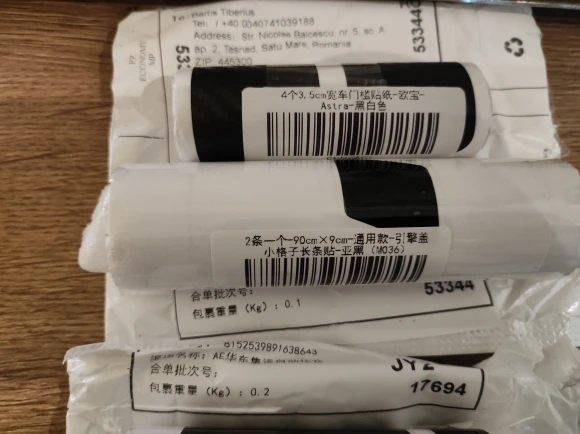 Tel. / +40 0040741039188
Address, Str Nicolae Balcescu nr. 5, sc A
ap 2, Tasnad, Satu Mare, Romania
ZIP 445300
53344
4个3.5cm宽车门槛贴纸-欧宝-
Astra-黑白色
2条一个-90cm×9cm-通用款-引擎盖
小格子长条贴-亚黑 (M036)
合单批次号:
53344
包裹重量 (Kg) : 0.1
8152539891638643
合单批次号:
JYZ
包裹重量 (Kg) : 0.2
17694